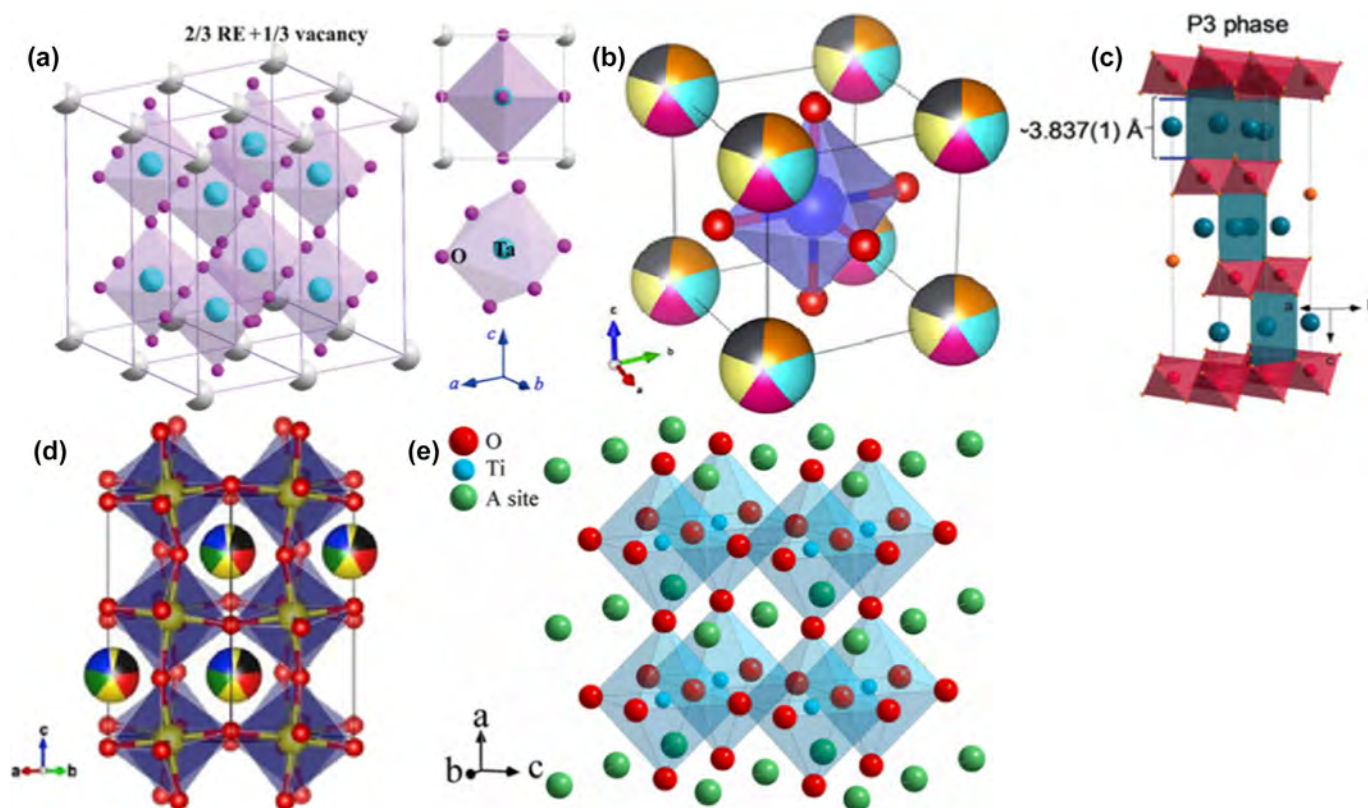 (a)
2/3 RE +1/3 vacancy
O
Ta
c
a
b
(b)
c
b
a
P3 phase
(c)
~3.837(1) Å
a
c
(d)
c
a
b
(e)
O
Ti
A site
a
b
c